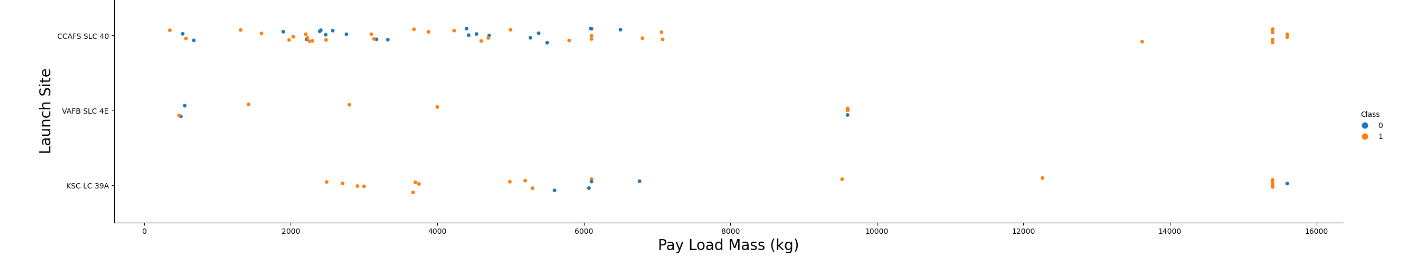 Launch Site
CCAFS SLC 40
VAFB SLC 4E
KSC LC 39A
0 2000 4000 6000 8000 10000 12000 14000 16000
Pay Load Mass (kg)
Class
0
1